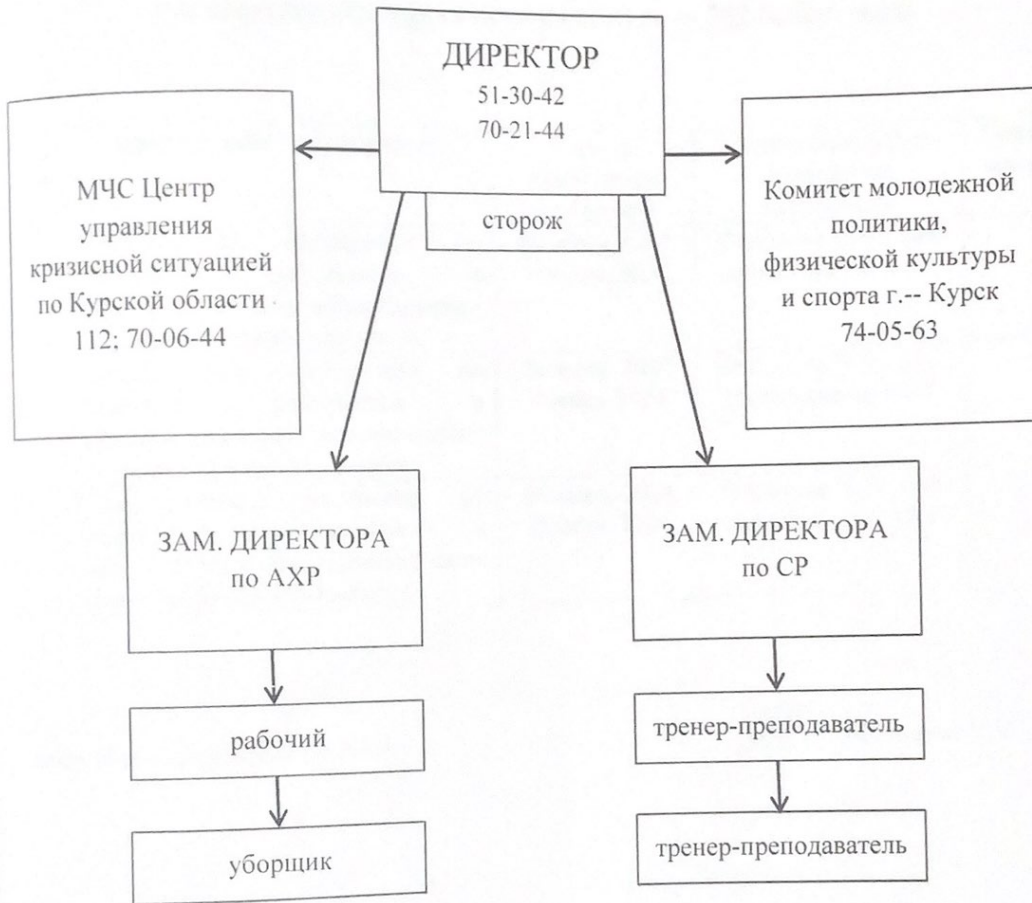 ДИРЕКТОР
51-30-42
70-21-44
сторож
МЧС Центр
управления
кризисной ситуацией
по Курской области
112; 70-06-44
Комитет молодежной
политики,
физической культуры
и спорта г.-- Курск
74-05-63
ЗАМ. ДИРЕКТОРА
по АХР
ЗАМ. ДИРЕКТОРА
по СР
рабочий
тренер-преподаватель
уборщик
тренер-преподаватель